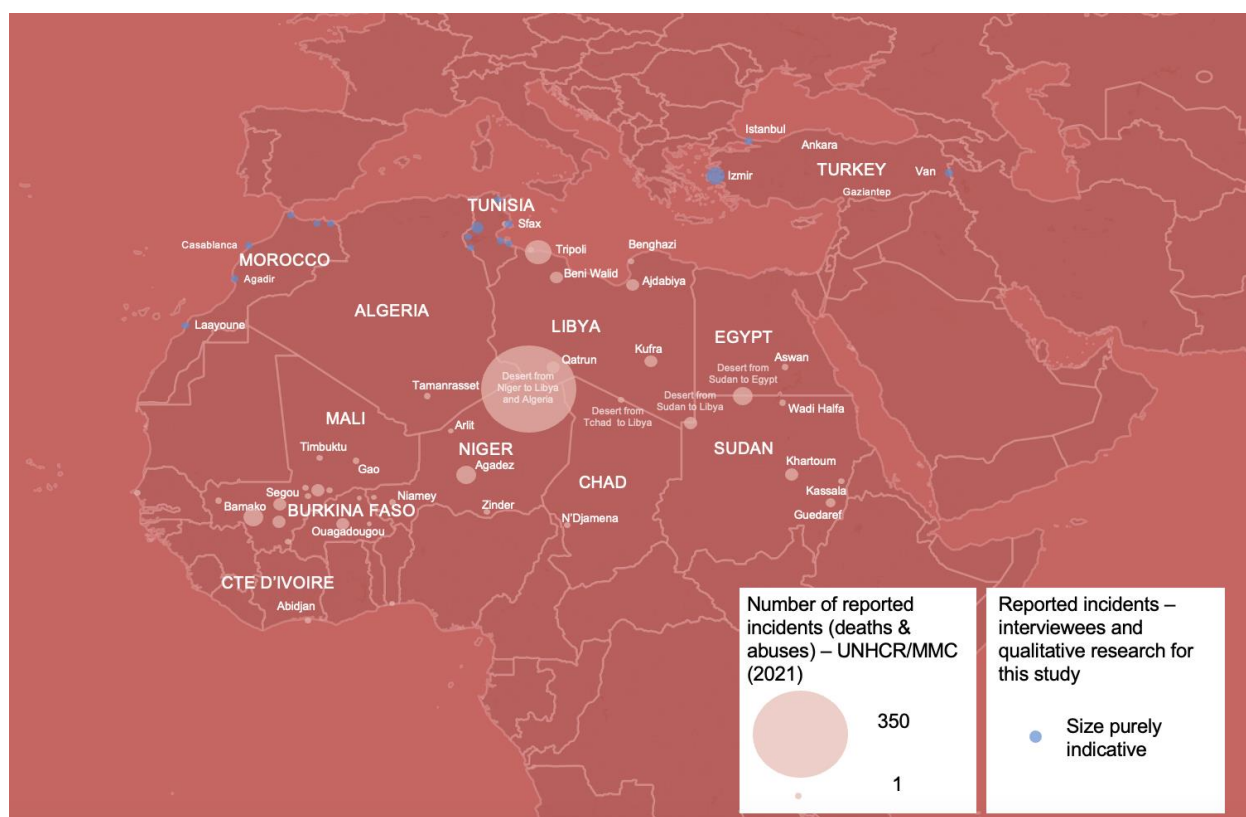 Istanbul
Ankara
TURKEY
Van
Izmir
Gaziantep
TUNISIA
Sfax
Casablanca
MOROCCO
Agadir
Tripoli
Benghazi
Beni Walid
Ajdabiya
ALGERIA
Laayoune
LIBYA
EGYPT
Kufra
Aswan
Qatrun
Desert from
Sudan to Egypt
Desert from
Niger to Libya
and Algeria
Tamanrasset
Desert from
Sudan to Libya
Wadi Halfa
Desert from
Tchad to Libya
MALI
Arlit
Timbuktu
NIGER
SUDAN
Gao
Agadez
Khartoum
CHAD
Segou
Niamey
Kassala
Bamako
BURKINA FASO
Zinder
Guedaref
N'Djamena
Ouagadougou
CTE D'IVOIRE
Abidjan
Number of reported
incidents (deaths &
abuses) – UNHCR/MMC
(2021)
350
1
Reported incidents –
interviewees and
qualitative research for
this study
Size purely
indicative